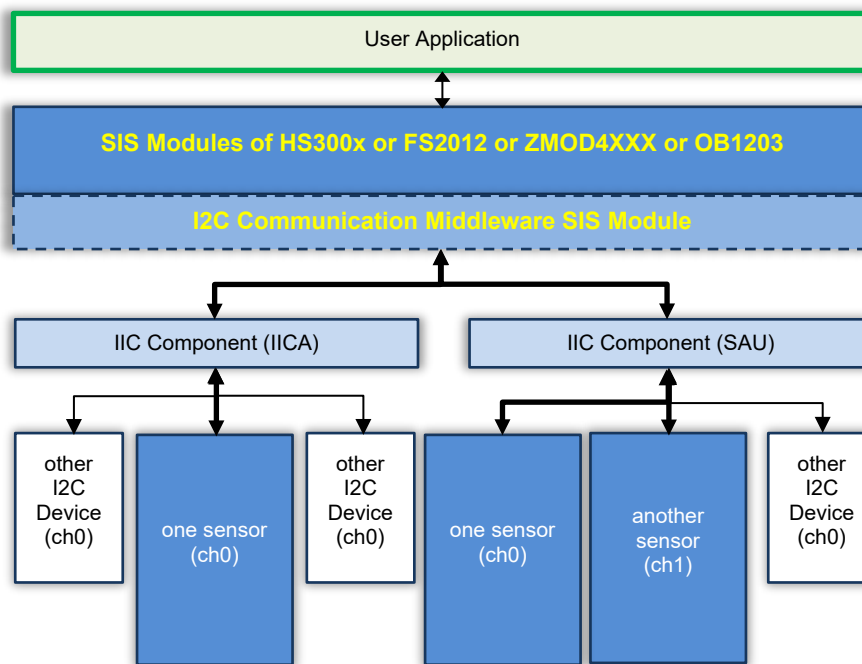 User Application
SIS Modules of HS300x or FS2012 or ZMOD4XXX or OB1203
I2C Communication Middleware SIS Module
IIC Component (IICA)
IIC Component (SAU)
other
I2C
Device
(ch0)
one sensor
(ch0)
other
I2C
Device
(ch0)
one sensor
(ch0)
another
sensor
(ch1)
other
I2C
Device
(ch0)